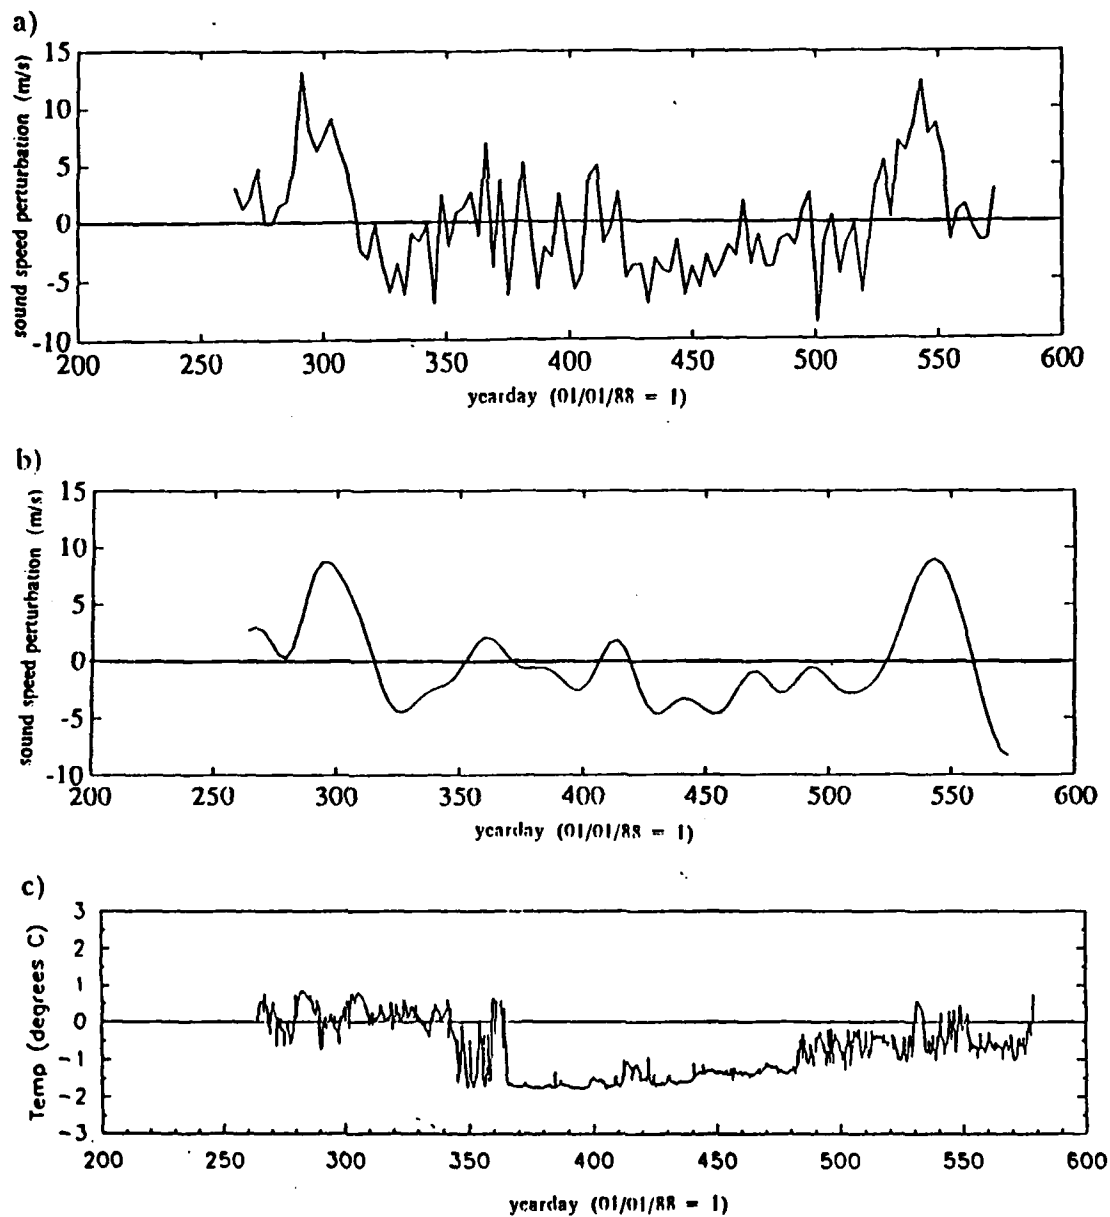 a)
sound speed perturbation (m/s)
15
10
5
0
-5
-10
200 250 300 350 400 450 500 550 600
yearday (01/01/88 = 1)
b)
sound speed perturbation (m/s)
15
10
5
0
-5
-10
200 250 300 350 400 450 500 550 600
yearday (01/01/88 = 1)
c)
Temp (degrees C)
3
2
1
0
-1
-2
-3
200 250 300 350 400 450 500 550 600
yearday (01/01/88 = 1)